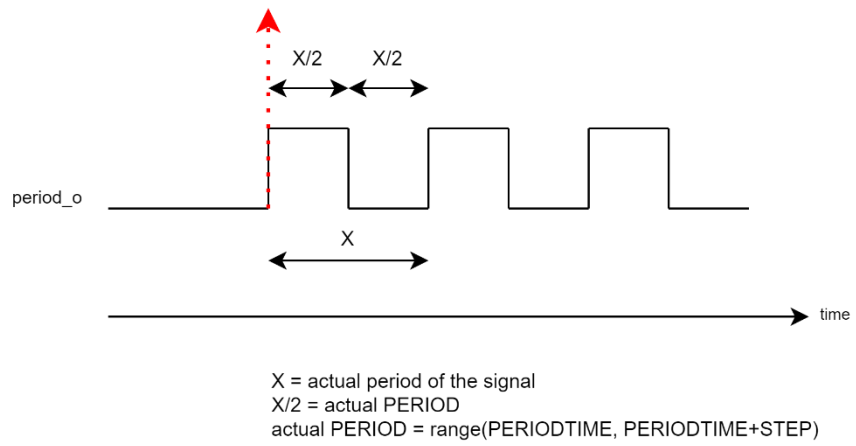 X/2
X/2
period_o
X
time
X = actual period of the signal
X/2 = actual PERIOD
actual PERIOD = range(PERIODTIME, PERIODTIME+STEP)